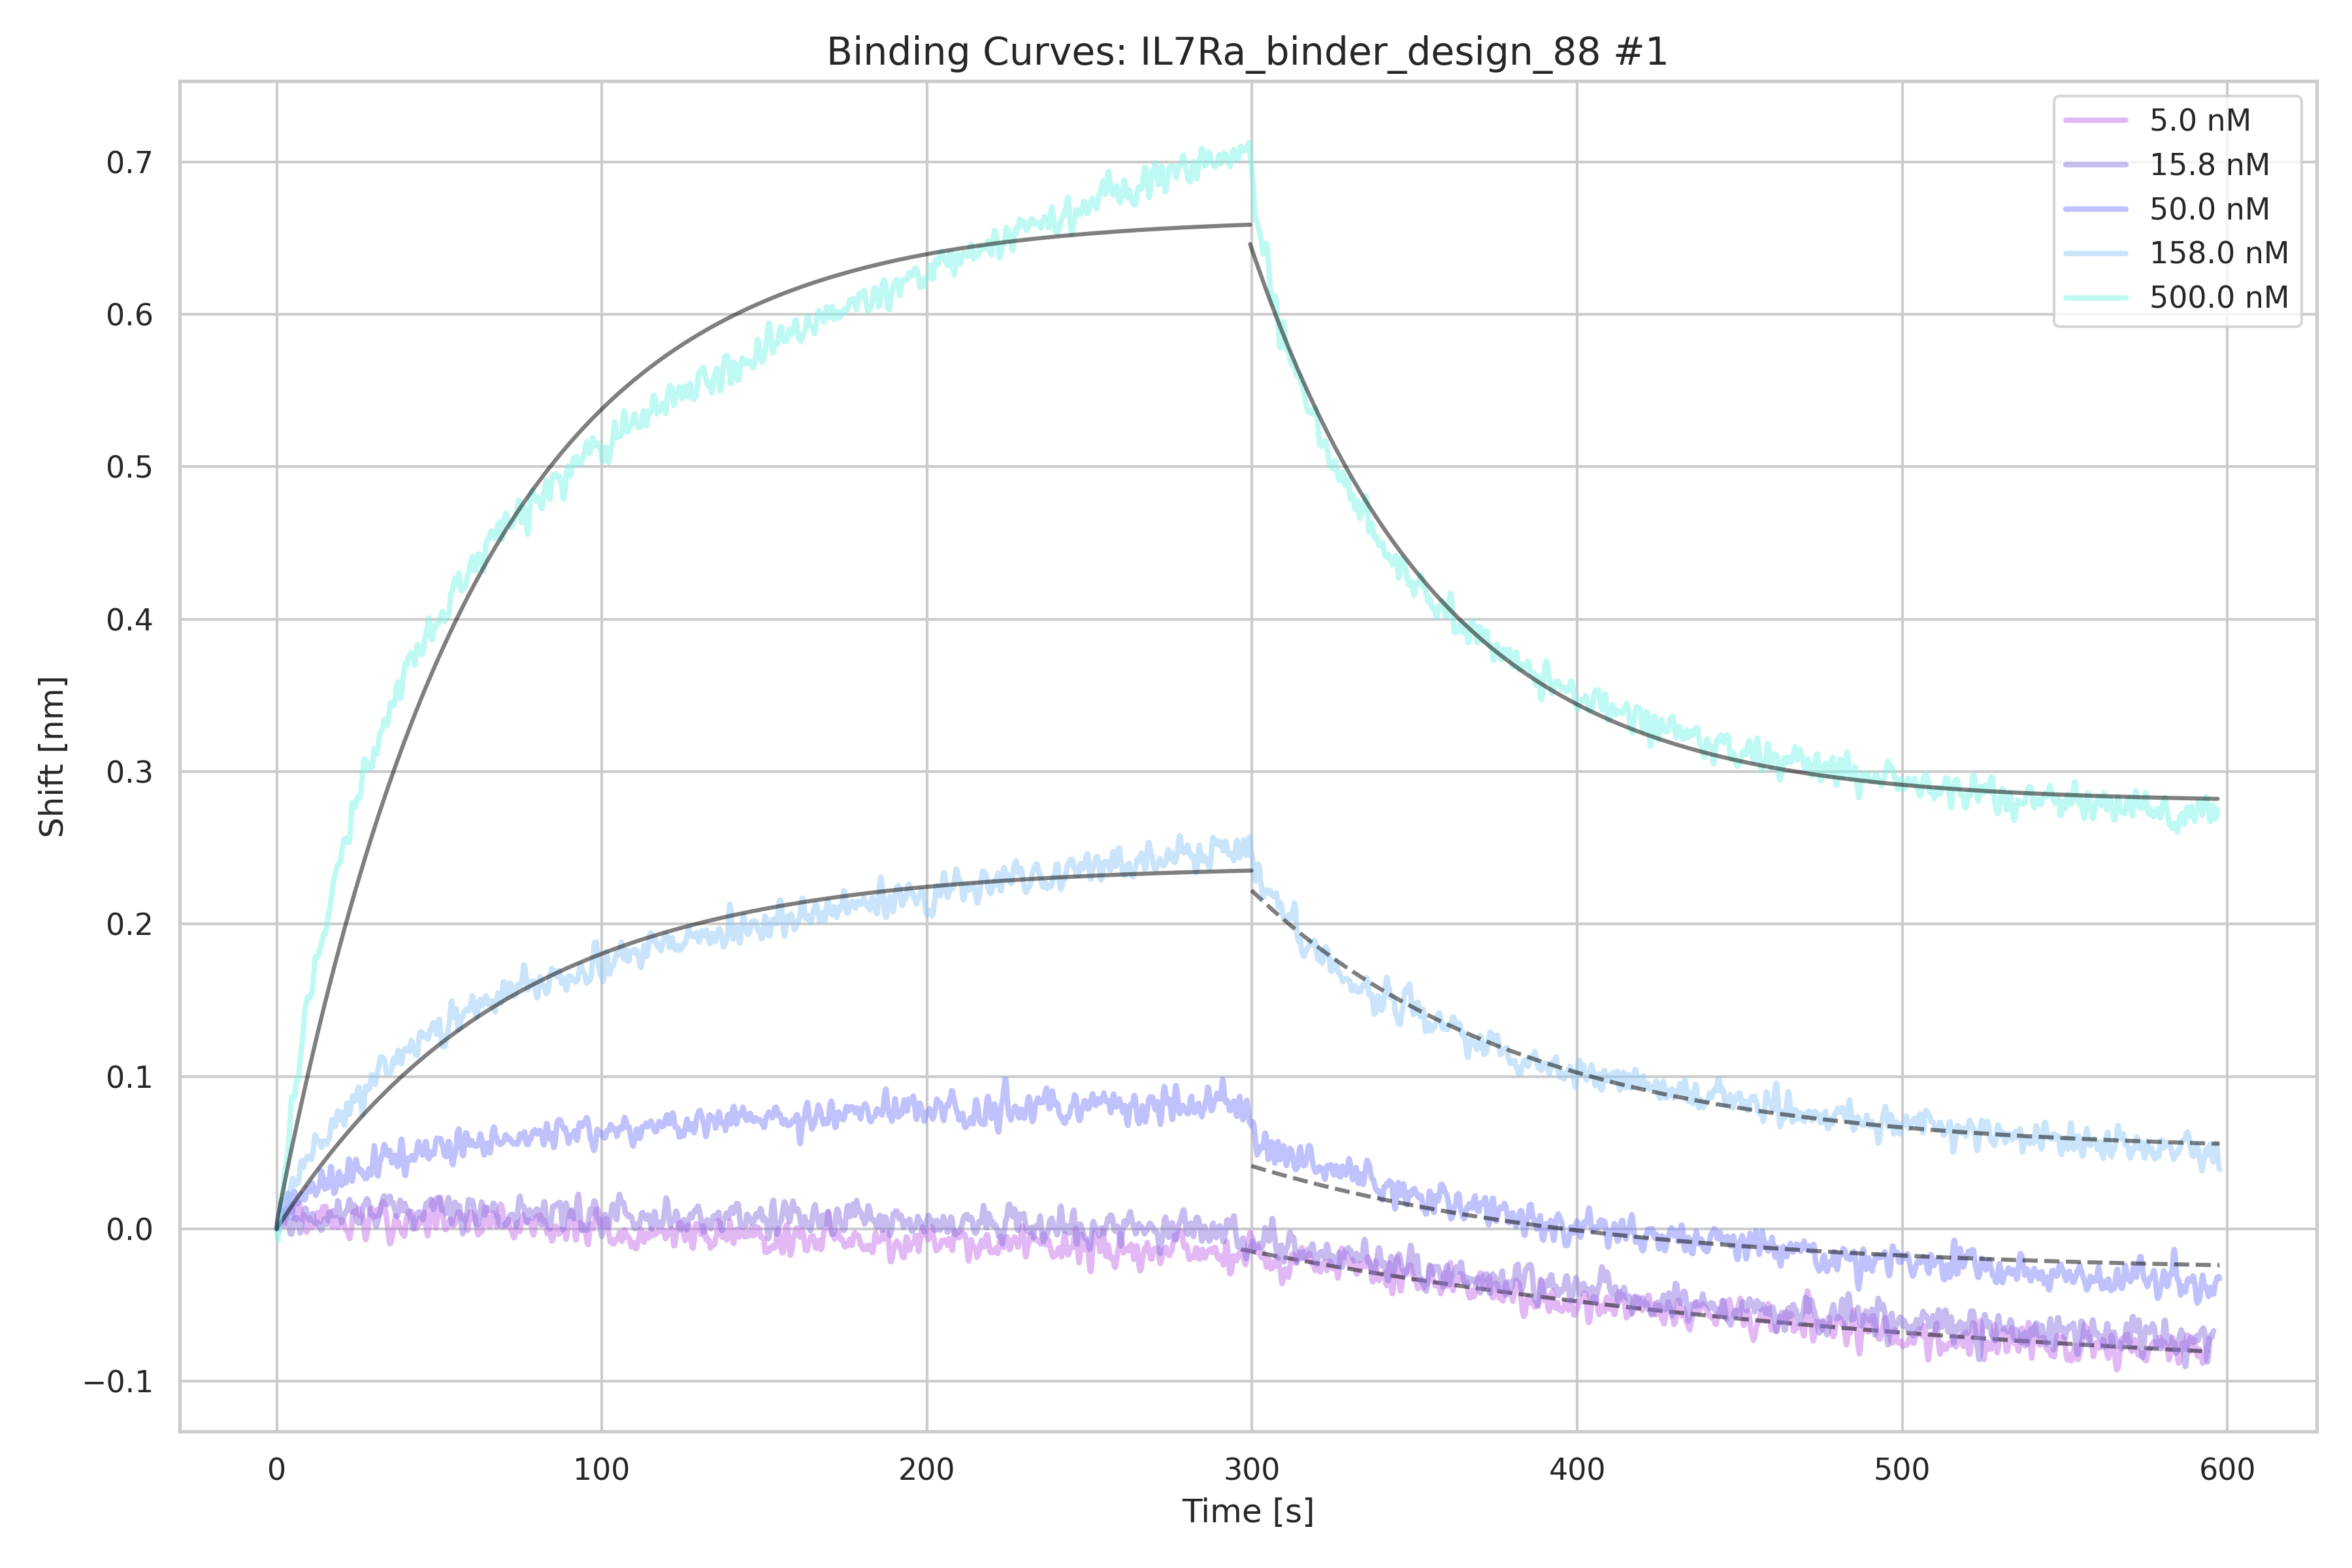 Binding Curves: IL7Ra_binder_design_88 #1
5.0 nM
15.8 nM
50.0 nM
158.0 nM
500.0 nM
Shift [nm]
0.7
0.6
0.5
0.4
0.3
0.2
0.1
0.0
−0.1
0 100 200 300 400 500 600
Time [s]